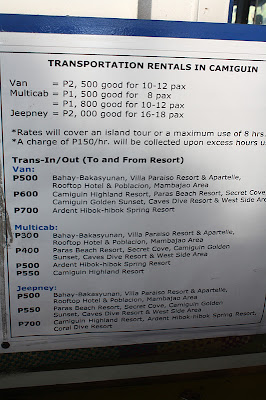 TRANSPORTATION RENTALS IN CAMIGUIN
Van = P2, 500 good for 10-12 pax
Multicab = P1, 500 good for 8 pax
= P1, 800 good for 10-12 pax
Jeepney = P2, 000 good for 16-18 pax
*Rates will cover an island tour or a maximum use of 8 hrs.
*A charge of P150/hr. will be collected upon excess hours u
Trans-In/Out (To and From Resort)
Van:
P500 Bahay-Bakasyunan, Villa Paraiso Resort & Apartelle,
Rooftop Hotel & Poblacion, Mambajao Area
P600 Camiguin Highland Resort, Paras Beach Resort, Secret Cove,
Camiguin Golden Sunset, Caves Dive Resort & West Side Ar
P700 Ardent Hibok-hibok Spring Resort
Multicab:
P300 Bahay-Bakasyunan, Villa Paraiso Resort & Apartelle,
Rooftop Hotel & Poblacion, Mambajao Area
P400 Paras Beach Resort, Secret Cove, Camiguin Golden
Sunset, Caves Dive Resort & West Side Area
P500 Ardent Hibok-hibok Spring Resort
P550 Camiguin Highland Resort
Jeepney:
P500 Bahay-Bakasyunan, Villa Paraiso Resort & Apartelle,
Rooftop Hotel & Poblacion, Mambajao Area
P550 Paras Beach Resort, Secret Cove, Camiguin Golden
Sunset, Caves Dive Resort & West Side Area
P700 Camiguin Highland Resort, Ardent Hibok-hibok Spring Resort,
Coral Dive Resort